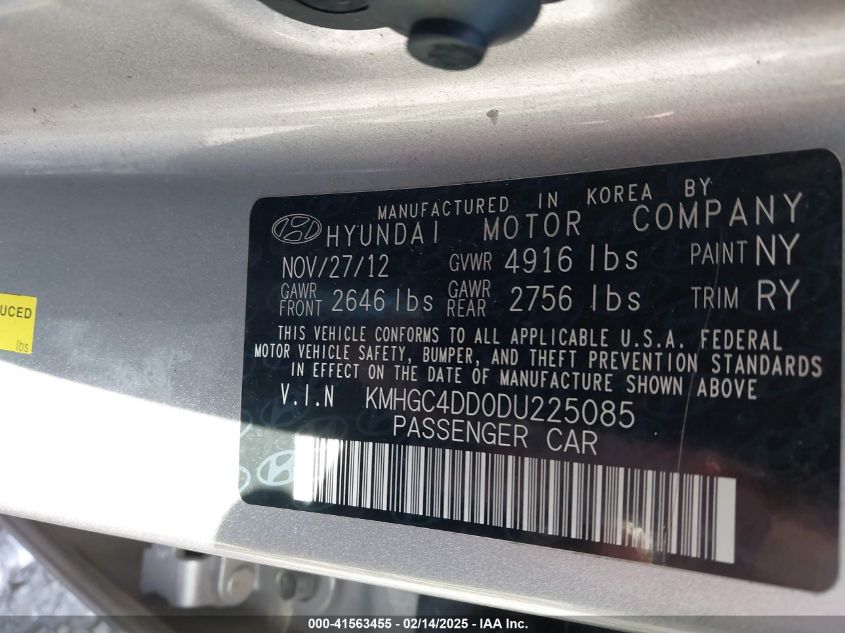 MANUFACTURED IN KOREA BY
HYUNDAI MOTOR COMPANY
NOV/27/12 GVWR 4916 lbs PAINT NY
GAWR FRONT 2646 lbs GAWR REAR 2756 lbs TRIM RY
THIS VEHICLE CONFORMS TO ALL APPLICABLE U.S.A. FEDERAL
MOTOR VEHICLE SAFETY, BUMPER, AND THEFT PREVENTION STANDARDS
IN EFFECT ON THE DATE OF MANUFACTURE SHOWN ABOVE
V.I.N KMHGC4DD0DU225085
PASSENGER CAR
UCED
lbs
000-41563455 - 02/14/2025 - IAA Inc.